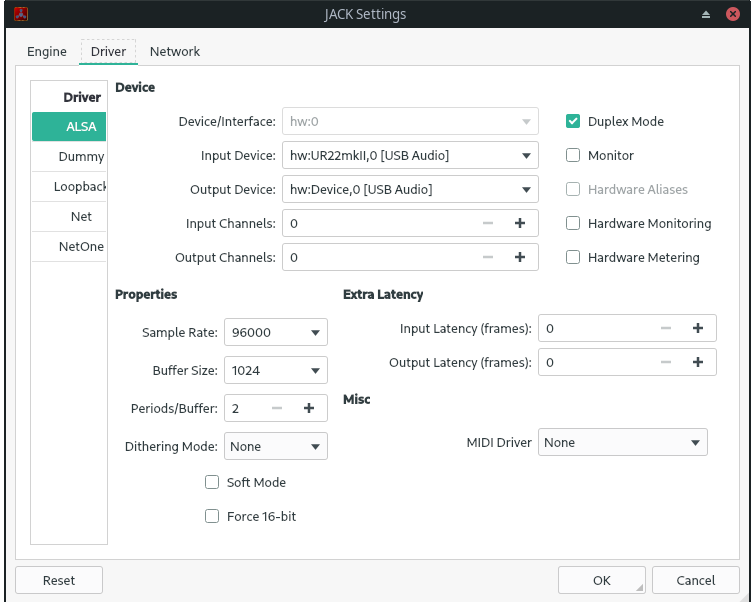 JACK Settings
Engine Driver Network
Driver
ALSA
Dummy
Loopback
Net
NetOne
Device
Device/Interface: hw:0
Input Device: hw:UR22mkII,0 [USB Audio]
Output Device: hw:Device,0 [USB Audio]
Input Channels: 0
Output Channels: 0
Duplex Mode
Monitor
Hardware Aliases
Hardware Monitoring
Hardware Metering
Properties
Sample Rate: 96000
Buffer Size: 1024
Periods/Buffer: 2
Dithering Mode: None
Soft Mode
Force 16-bit
Extra Latency
Input Latency (frames): 0
Output Latency (frames): 0
Misc
MIDI Driver None
Reset OK Cancel